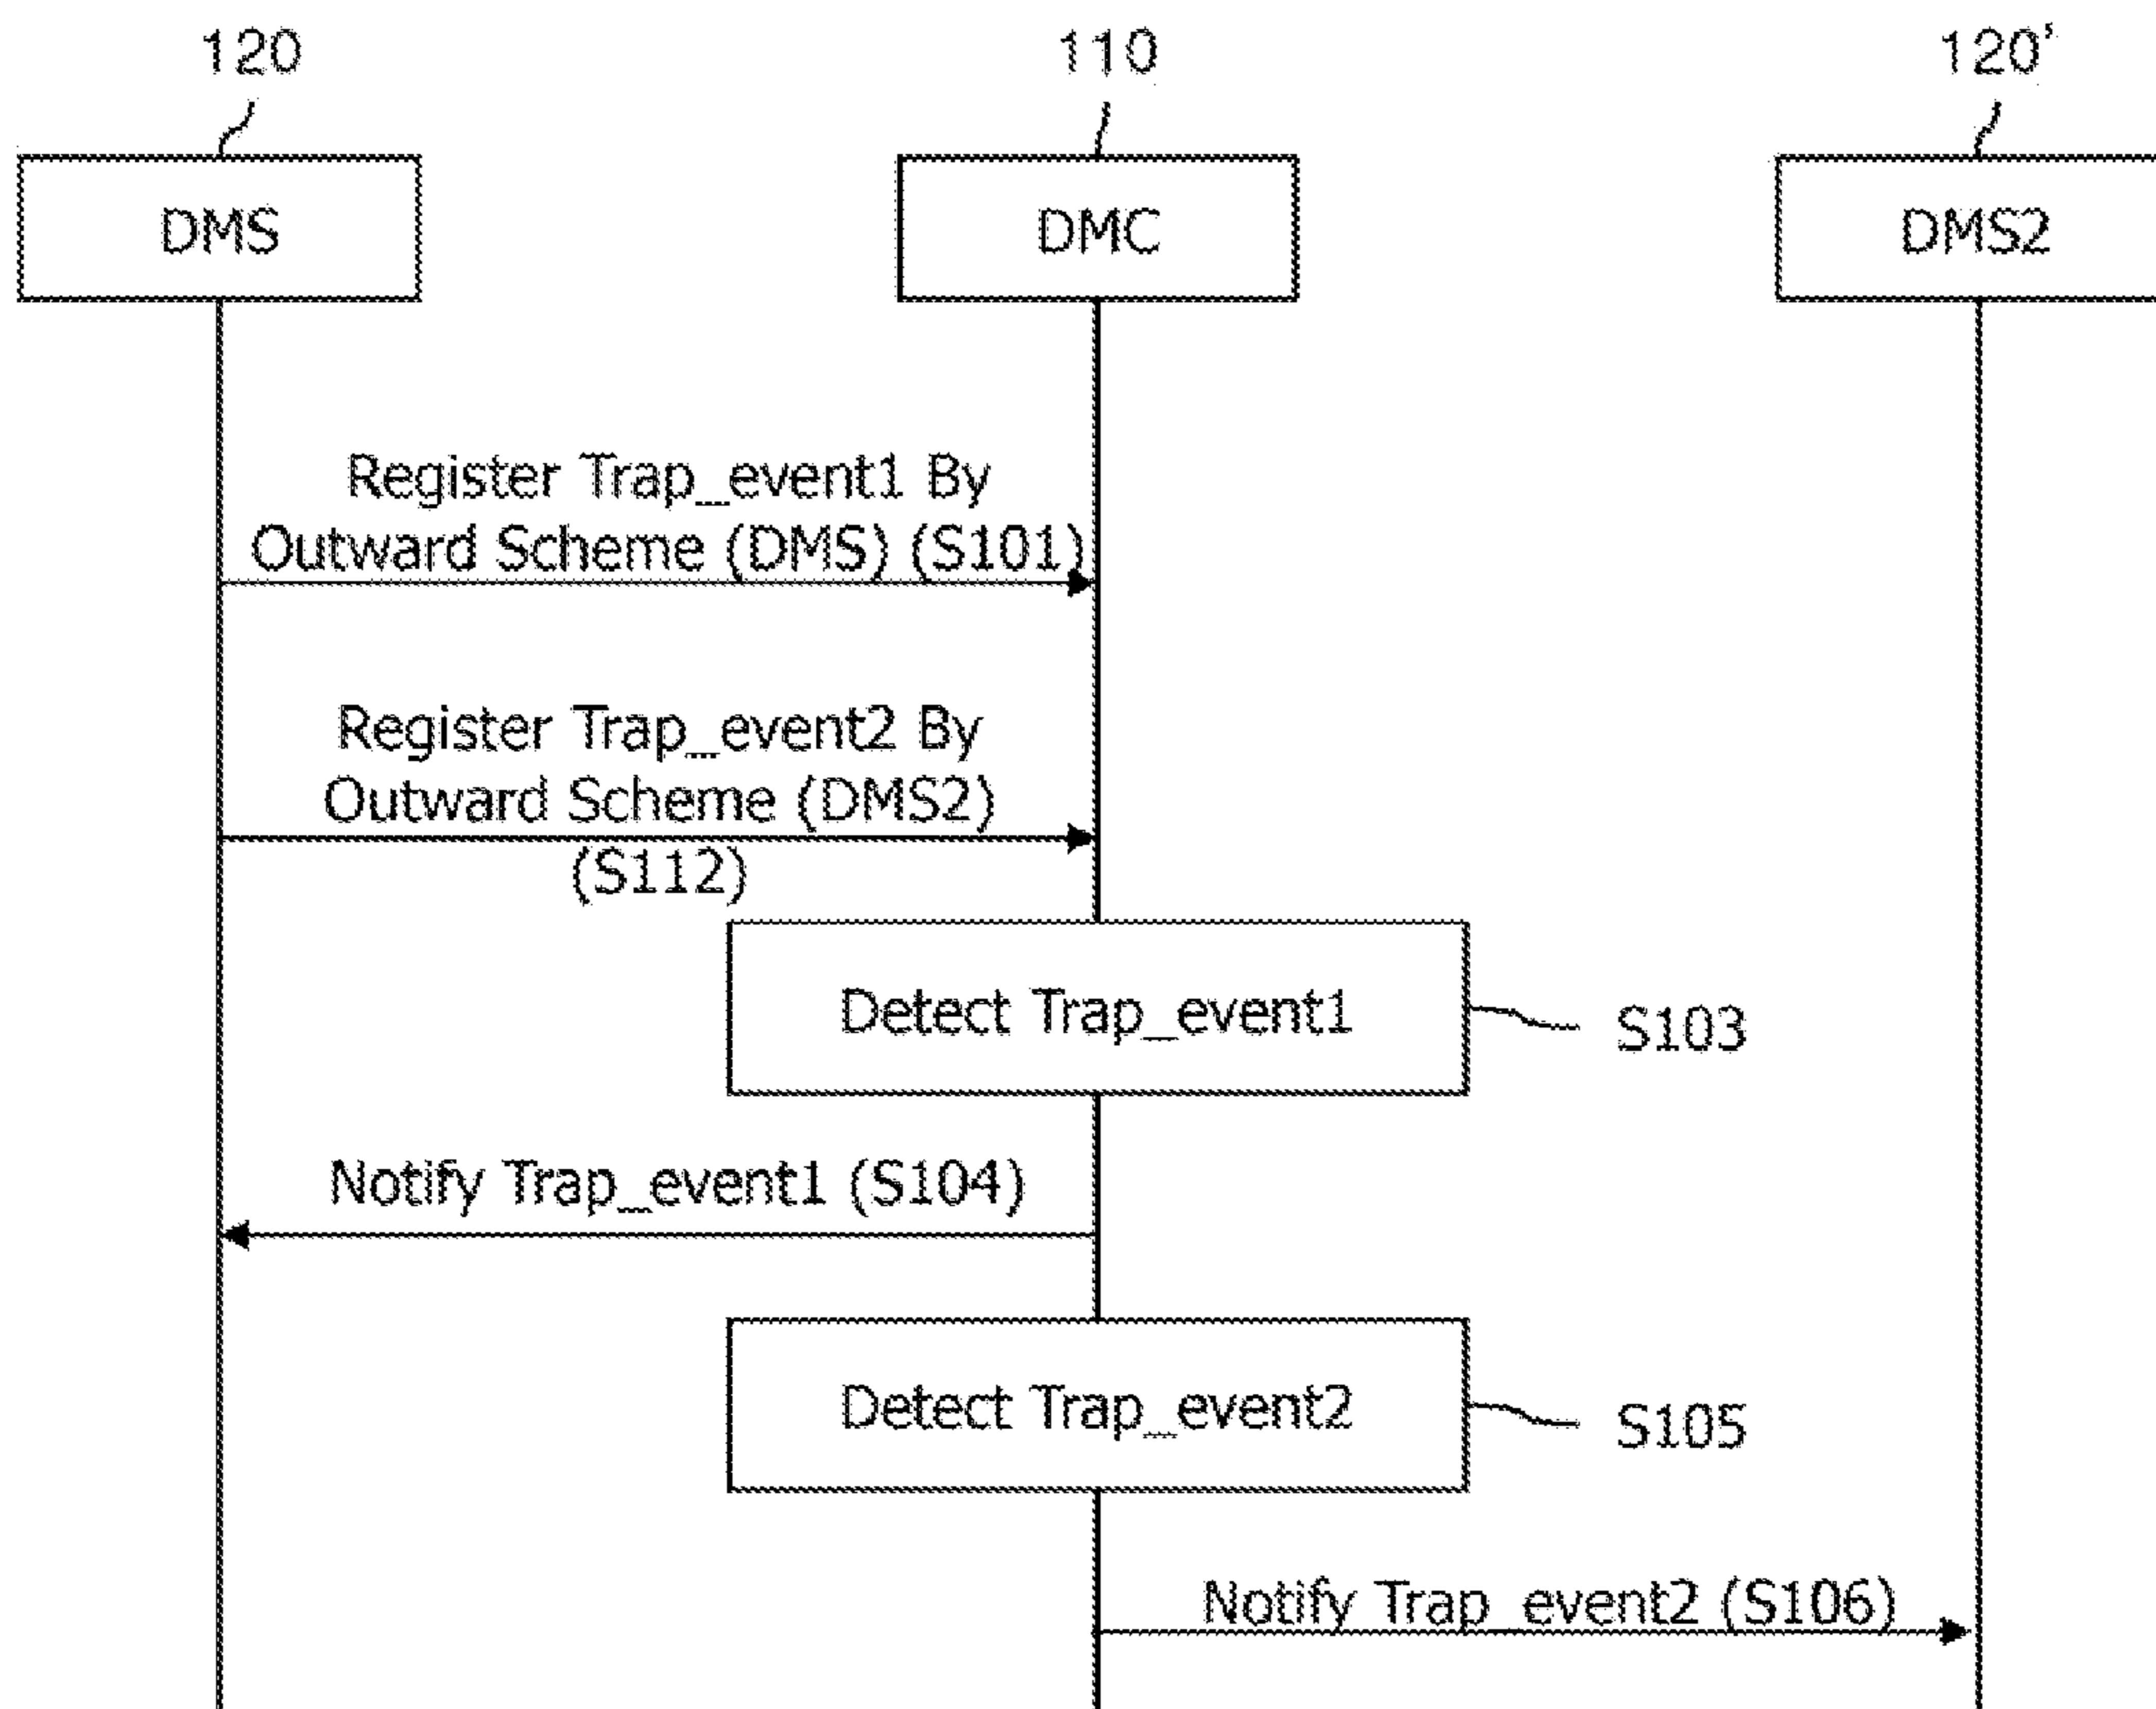 120
110
120'
DMS
DMC
DMS2
Register Trap_event1 By
Outward Scheme (DMS) (S101)
Register Trap_event2 By
Outward Scheme (DMS2)
(S112)
Detect Trap_event1
S103
Notify Trap_event1 (S104)
Detect Trap_event2
S105
Notify Trap_event2 (S106)